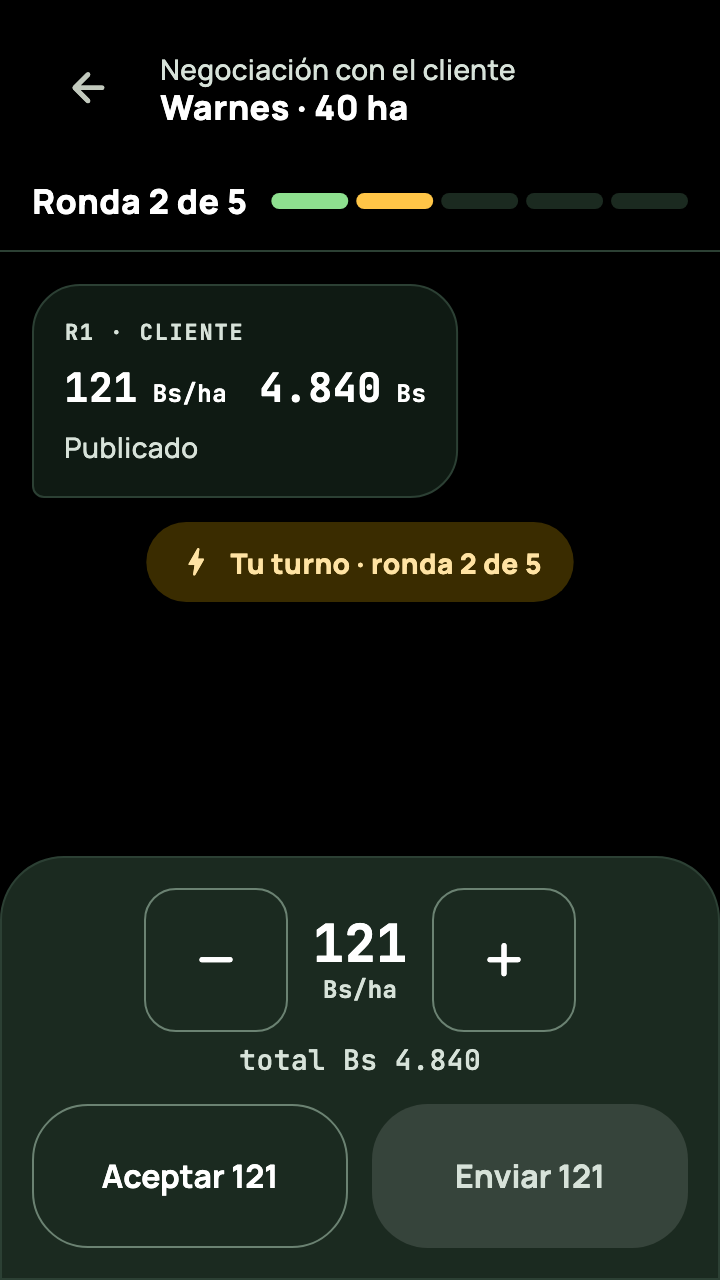 Negociación con el cliente
Warnes · 40 ha
Ronda 2 de 5
R1 · CLIENTE
121 Bs/ha 4.840 Bs
Publicado
Tu turno · ronda 2 de 5
121
Bs/ha
total Bs 4.840
Aceptar 121
Enviar 121